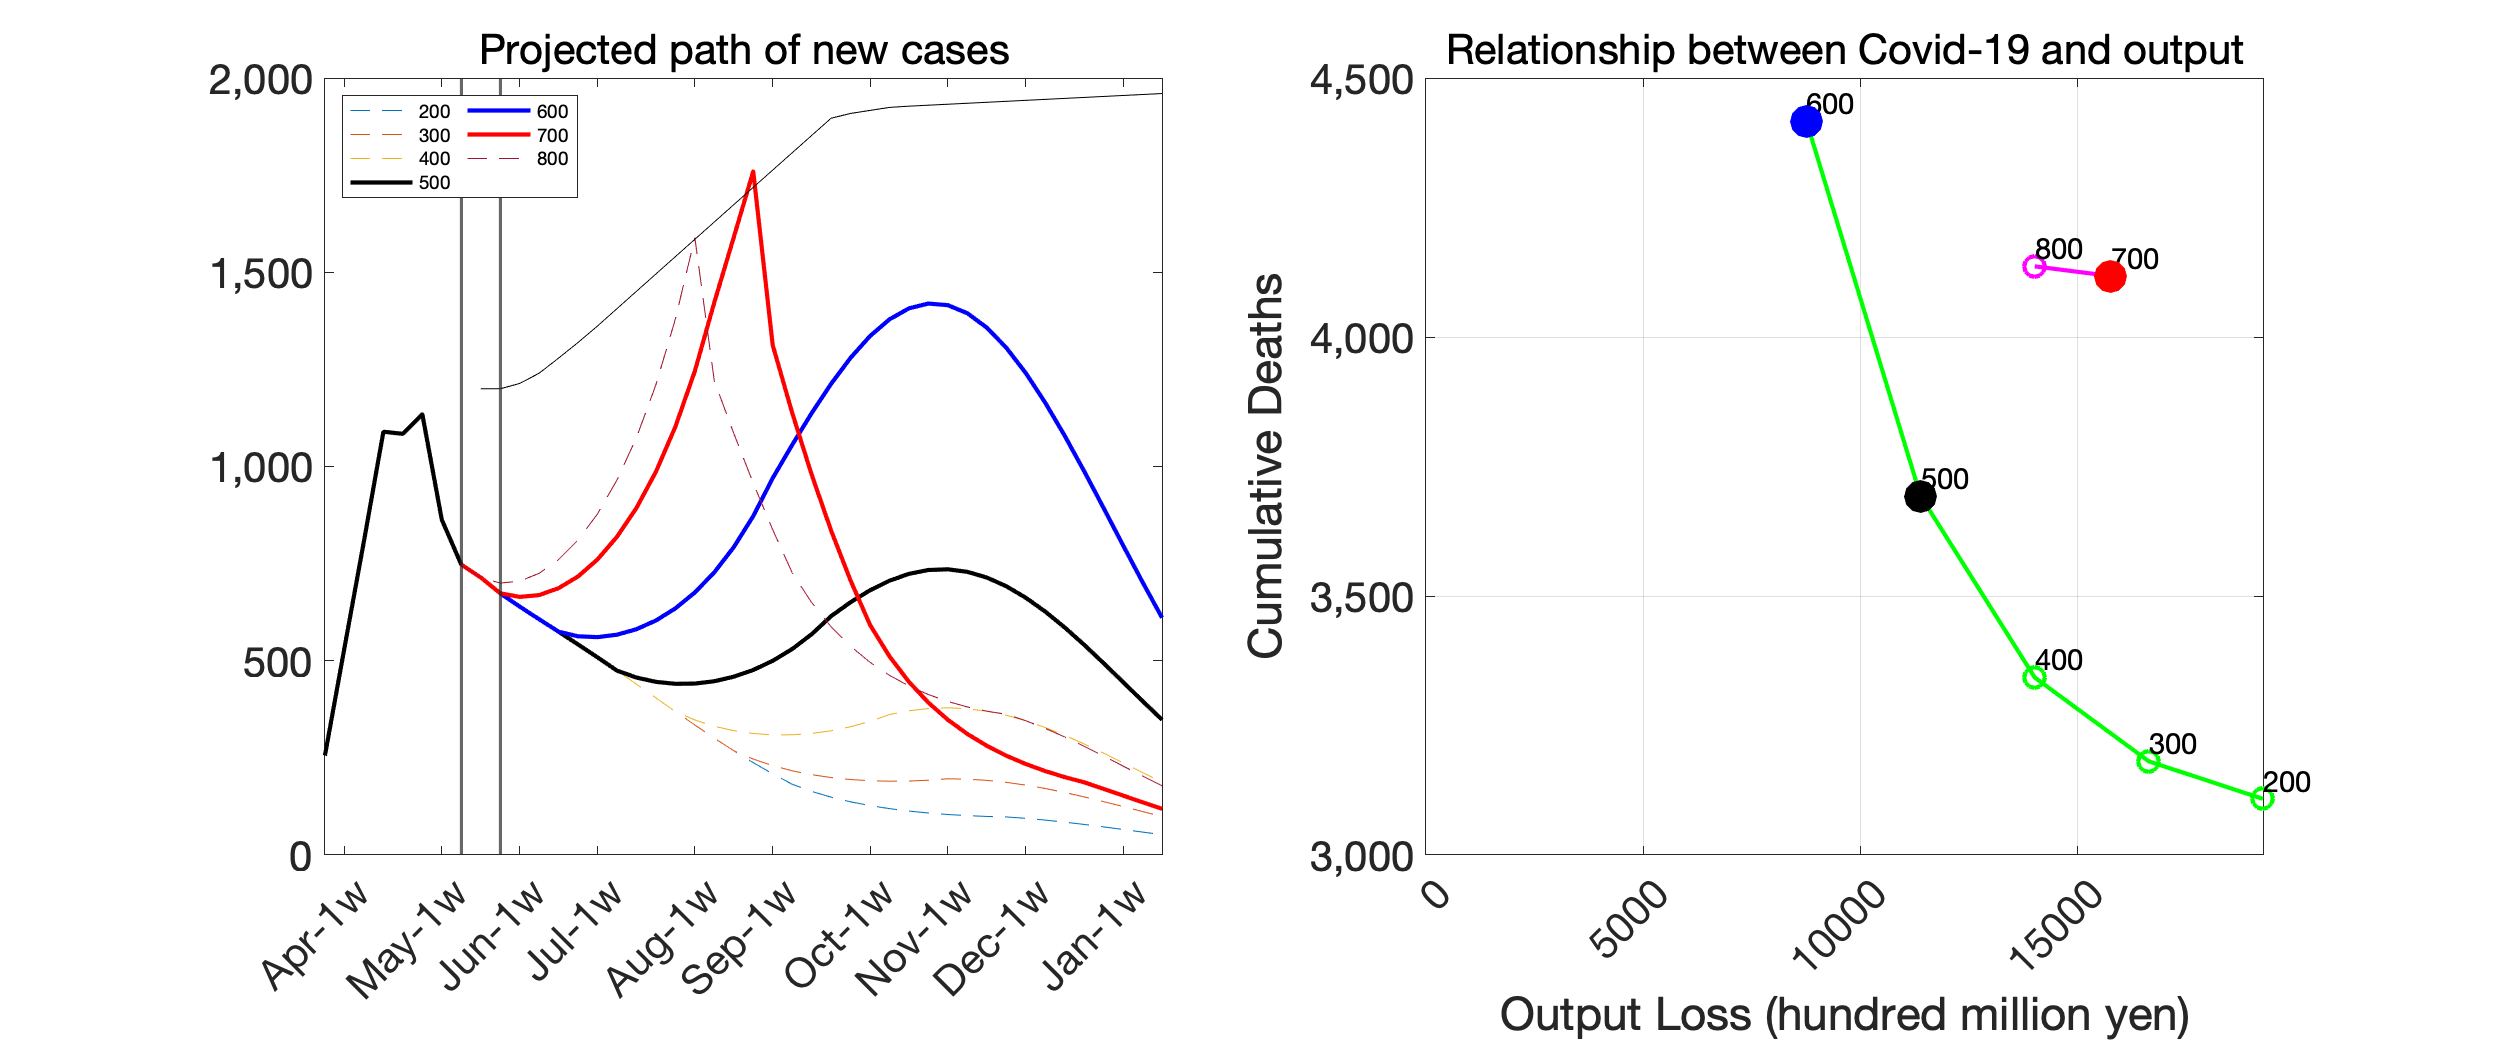 Projected path of new cases
2,000
1,500
1,000
500
0
200
300
400
500
600
700
800
Apr-1w
May-1w
Jun-1w
Jul-1w
Aug-1w
Sep-1w
Oct-1w
Nov-1w
Dec-1w
Jan-1w
Relationship between Covid-19 and output
Cumulative Deaths
4,500
4,000
3,500
3,000
600
800
700
500
400
300
200
0
5000
10000
15000
Output Loss (hundred million yen)